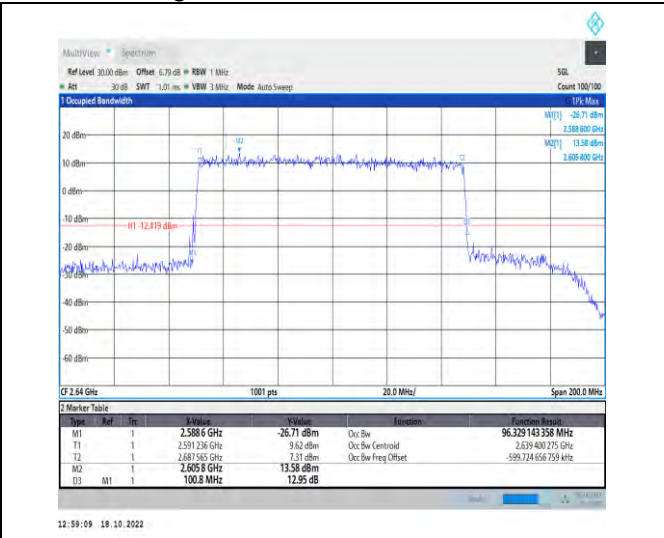 MultiView Spectrum
Ref Level 30.00 dBm Offset 6.79 dB RBW 1 MHz SGL
Att 30 dB SWT 1.01 ms VBW 3 MHz Mode Auto Sweep Count 100/100
1 Occupied Bandwidth 1Pk Max
M1[1] -26.71 dBm
2.588 600 GHz
M2[1] 13.58 dBm
2.605 800 GHz
20 dBm
M2
T1
T2
10 dBm
0 dBm
-10 dBm
H1 -12.419 dBm
-20 dBm
-30 dBm
-40 dBm
-50 dBm
-60 dBm
CF 2.64 GHz 1001 pts 20.0 MHz/ Span 200.0 MHz
2 Marker Table
Type Ref Trc X-Value Y-Value Function Function Result
M1 1 2.5886 GHz -26.71 dBm Occ Bw 96.329 143 358 MHz
T1 1 2.591 236 GHz 9.62 dBm Occ Bw Centroid 2.639 400 275 GHz
T2 1 2.687 565 GHz 7.31 dBm Occ Bw Freq Offset -599.724 656 759 kHz
M2 1 2.6058 GHz 13.58 dBm
D3 M1 1 100.8 MHz 12.95 dB
12:59:09 18.10.2022